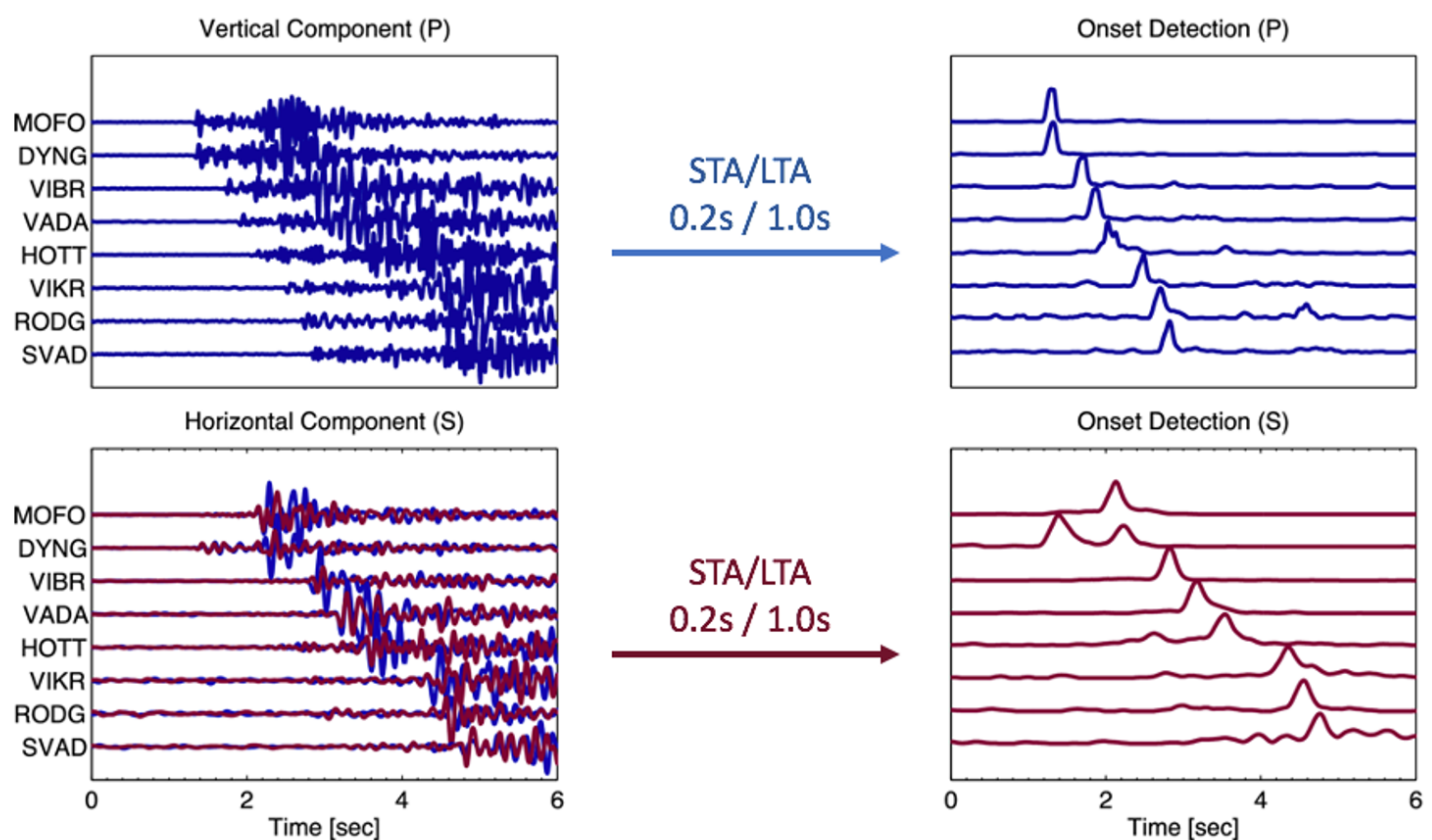 Vertical Component (P)
Onset Detection (P)
MOFO
DYNG
VIBR
VADA
HOTT
VIKR
RODG
SVAD
STA/LTA
0.2s / 1.0s
Horizontal Component (S)
Onset Detection (S)
MOFO
DYNG
VIBR
VADA
HOTT
VIKR
RODG
SVAD
STA/LTA
0.2s / 1.0s
0 2 4 6
0 2 4 6
Time [sec]
Time [sec]